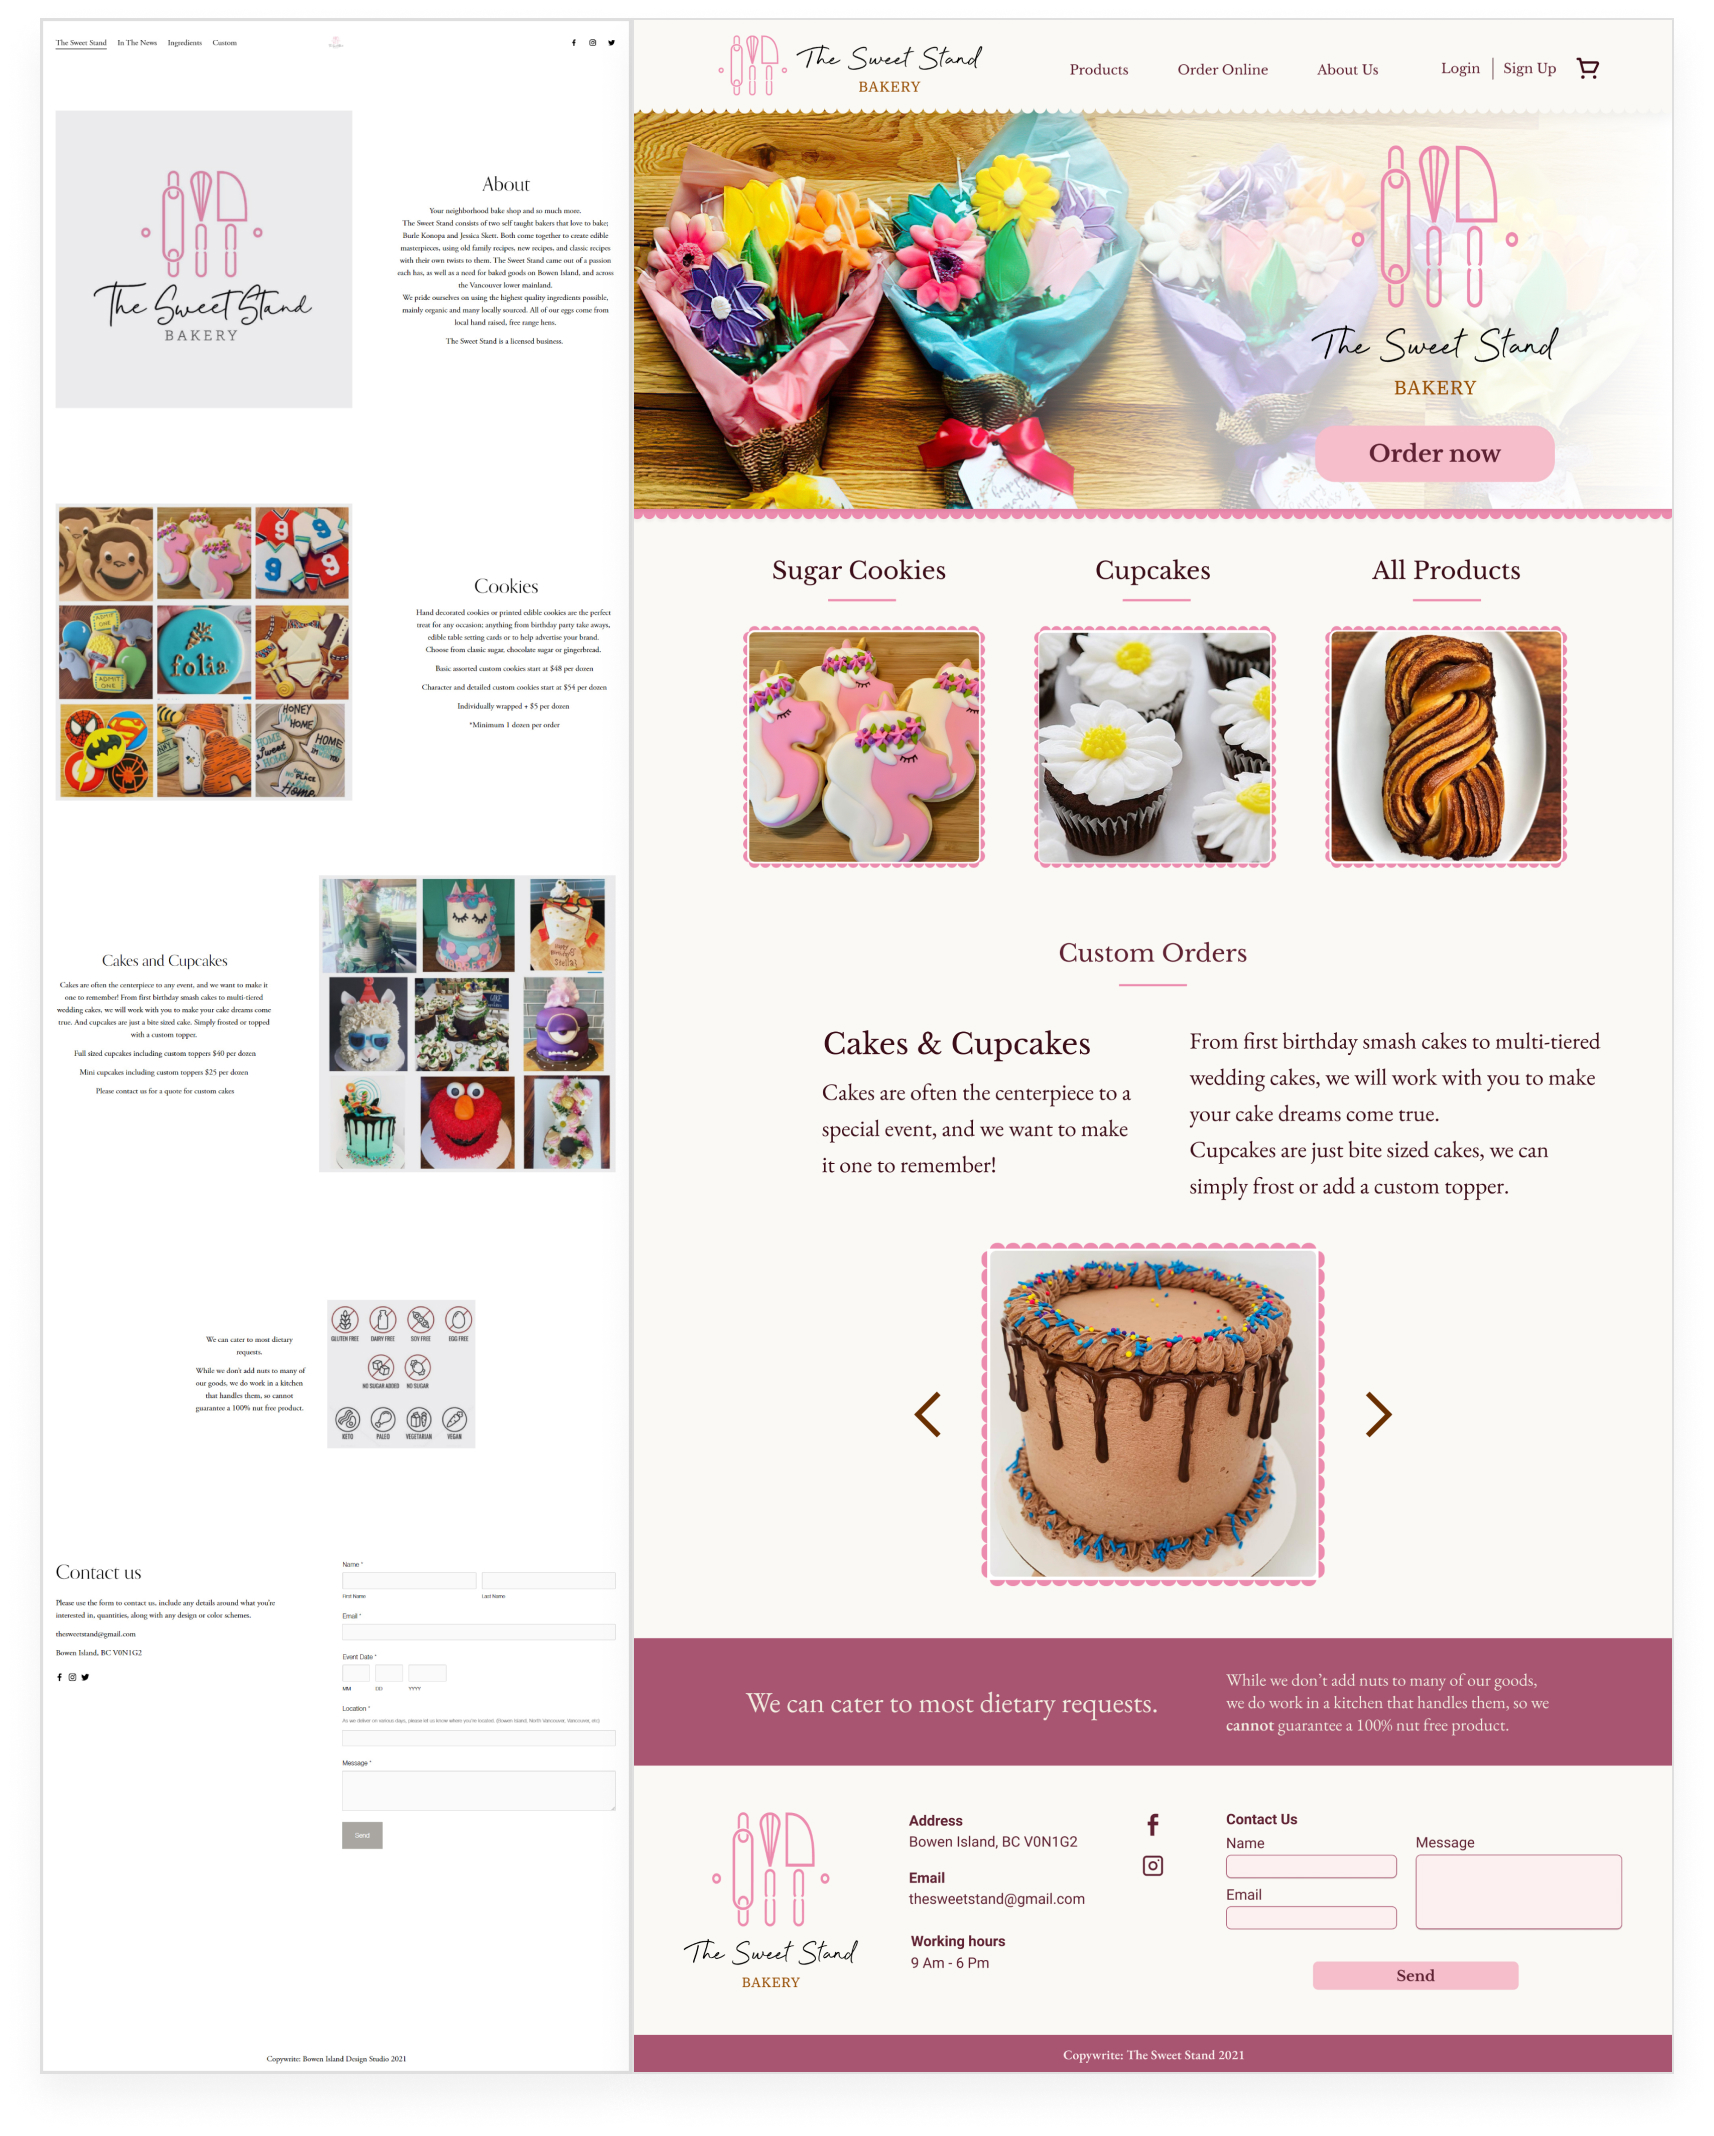 The Sweet Stand
In The News
Ingredients
Custom
The Sweet Stand
BAKERY
About
Your neighborhood bake shop and so much more.
The Sweet Stand consists of two self taught bakers that love to bake;
Burle Konopa and Jessica Skett. Both come together to create edible
masterpieces, using old family recipes, new recipes, and classic recipes
with their own twists to them. The Sweet Stand came out of a passion
each has, as well as a need for baked goods on Bowen Island, and across
the Vancouver lower mainland.
We pride ourselves on using the highest quality ingredients possible,
mainly organic and many locally sourced. All of our eggs come from
local hand raised, free range hens.
The Sweet Stand is a licensed business.
9
9
9
9
ADMIT
ONE
ADMIT
ONE
folia
HONEY
I'm
HOME
HOME
Sweet
HOME
HOME
PLACE
Home
Cookies
Hand decorated cookies or printed edible cookies are the perfect
treat for any occasion; anything from birthday party take aways,
edible table setting cards or to help advertise your brand.
Choose from classic sugar, chocolate sugar or gingerbread.
Basic assorted custom cookies start at $48 per dozen
Character and detailed custom cookies start at $54 per dozen
Individually wrapped + $5 per dozen
*Minimum 1 dozen per order
Cakes and Cupcakes
Cakes are often the centerpiece to any event, and we want to make it
one to remember! From first birthday smash cakes to multi-tiered
wedding cakes, we will work with you to make your cake dreams come
true. And cupcakes are just a bite sized cake. Simply frosted or topped
with a custom topper.
Full sized cupcakes including custom toppers $40 per dozen
Mini cupcakes including custom toppers $25 per dozen
Please contact us for a quote for custom cakes
We can cater to most dietary
requests.
While we don't add nuts to many of
our goods, we do work in a kitchen
that handles them, so cannot
guarantee a 100% nut free product.
GLUTEN FREE
DAIRY FREE
SOY FREE
EGG FREE
NO SUGAR ADDED
NO SUGAR
KETO
PALEO
VEGETARIAN
VEGAN
Contact us
Please use the form to contact us, include any details around what you're
interested in, quantities, along with any design or color schemes.
thesweetstand@gmail.com
Bowen Island, BC V0N1G2
Name *
First Name
Last Name
Email *
Event Date *
MM
DD
YYYY
Location *
As we deliver on various days, please let us know where you're located. (Bowen Island, North Vancouver, Vancouver, etc)
Message *
Send
Copywrite: Bowen Island Design Studio 2021
The Sweet Stand
BAKERY
Products
Order Online
About Us
Login
Sign Up
The Sweet Stand
BAKERY
Order now
Sugar Cookies
Cupcakes
All Products
Custom Orders
Cakes & Cupcakes
Cakes are often the centerpiece to a
special event, and we want to make
it one to remember!
From first birthday smash cakes to multi-tiered
wedding cakes, we will work with you to make
your cake dreams come true.
Cupcakes are just bite sized cakes, we can
simply frost or add a custom topper.
We can cater to most dietary requests.
While we don't add nuts to many of our goods,
we do work in a kitchen that handles them, so we
cannot guarantee a 100% nut free product.
The Sweet Stand
BAKERY
Address
Bowen Island, BC V0N1G2
Email
thesweetstand@gmail.com
Working hours
9 Am - 6 Pm
Contact Us
Name
Email
Message
Send
Copywrite: The Sweet Stand 2021